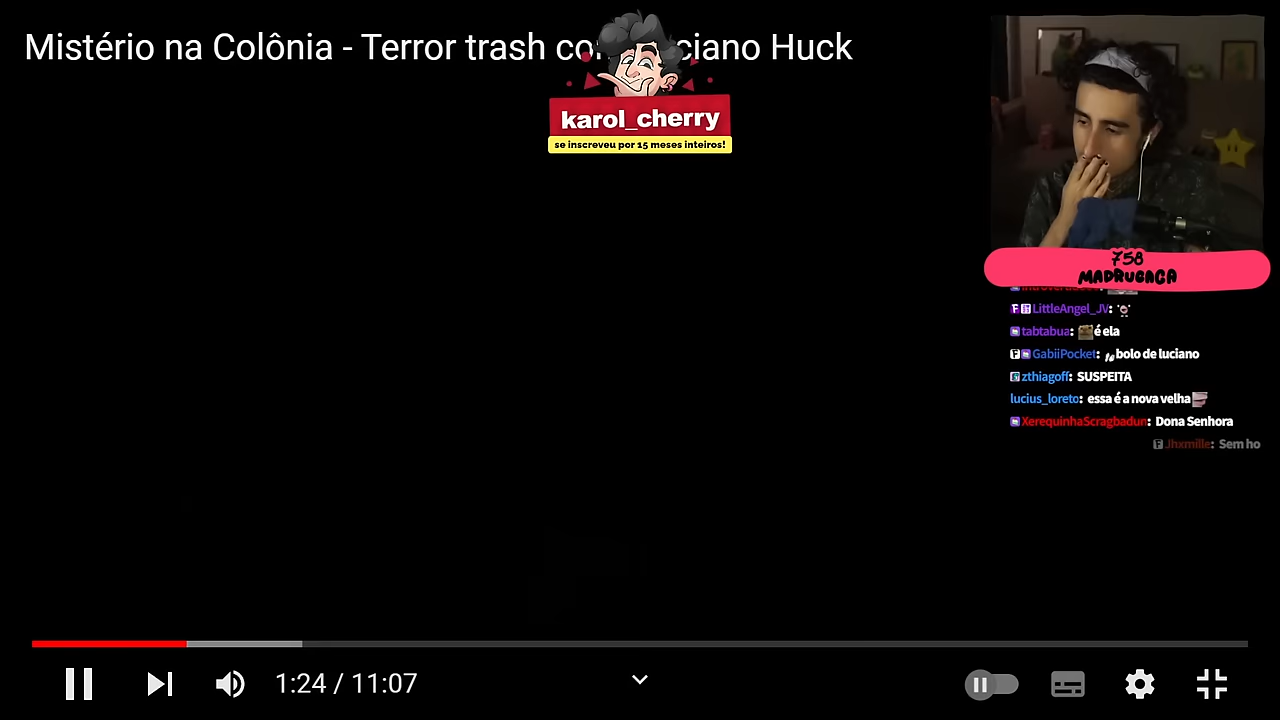 Mistério na Colônia - Terror trash co ciano Huck
karol_cherry
se inscreveu por 15 meses inteiros!
758
MADRUGAGA
LittleAngel_JV:
tabtabua: é ela
GabiiPocket: bolo de luciano
zthiagoff: SUSPEITA
lucius_loreto: essa é a nova velha
XerequinhaScragbadun: Dona Senhora
Jhxmille: Sem ho
1:24 / 11:07